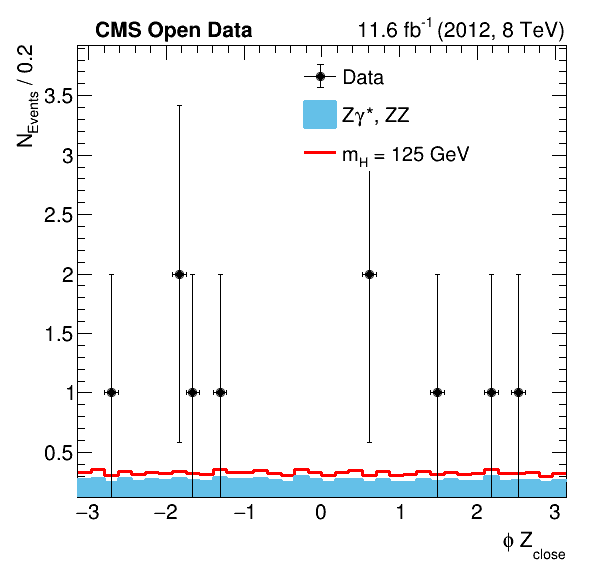 CMS Open Data 11.6 fb-1 (2012, 8 TeV)
NEvents / 0.2
Data
Zγ*, ZZ
mH = 125 GeV
3.5
3
2.5
2
1.5
1
0.5
−3 −2 −1 0 1 2 3
ϕ Zclose